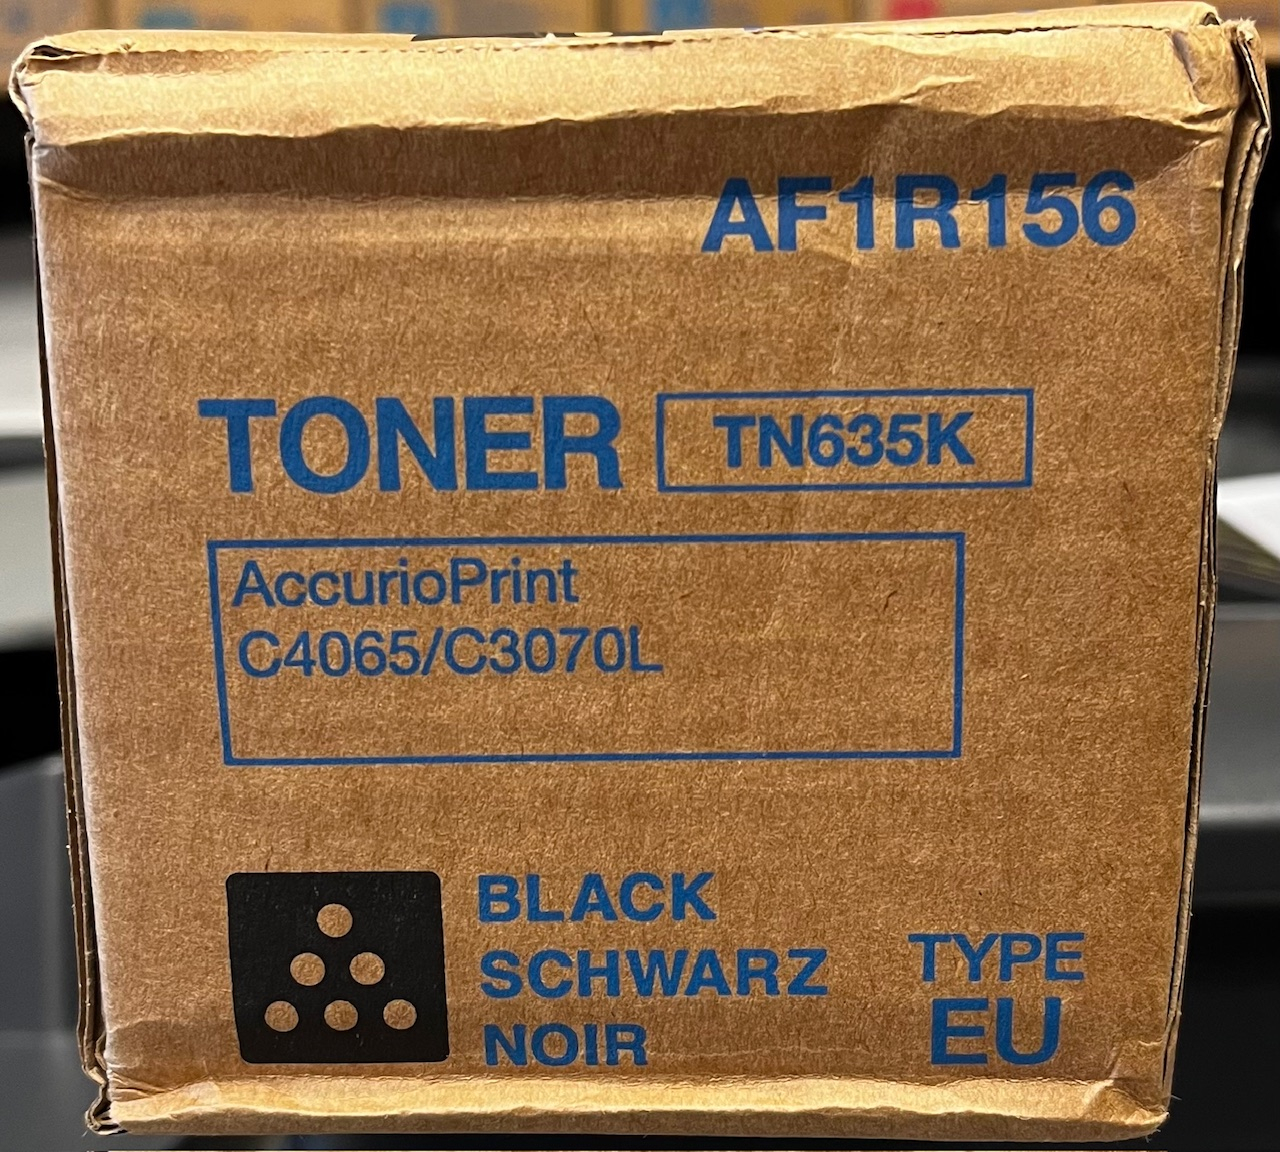 AF1R156
TONER TN635K
AccurioPrint
C4065/C3070L
BLACK
SCHWARZ
NOIR
TYPE
EU